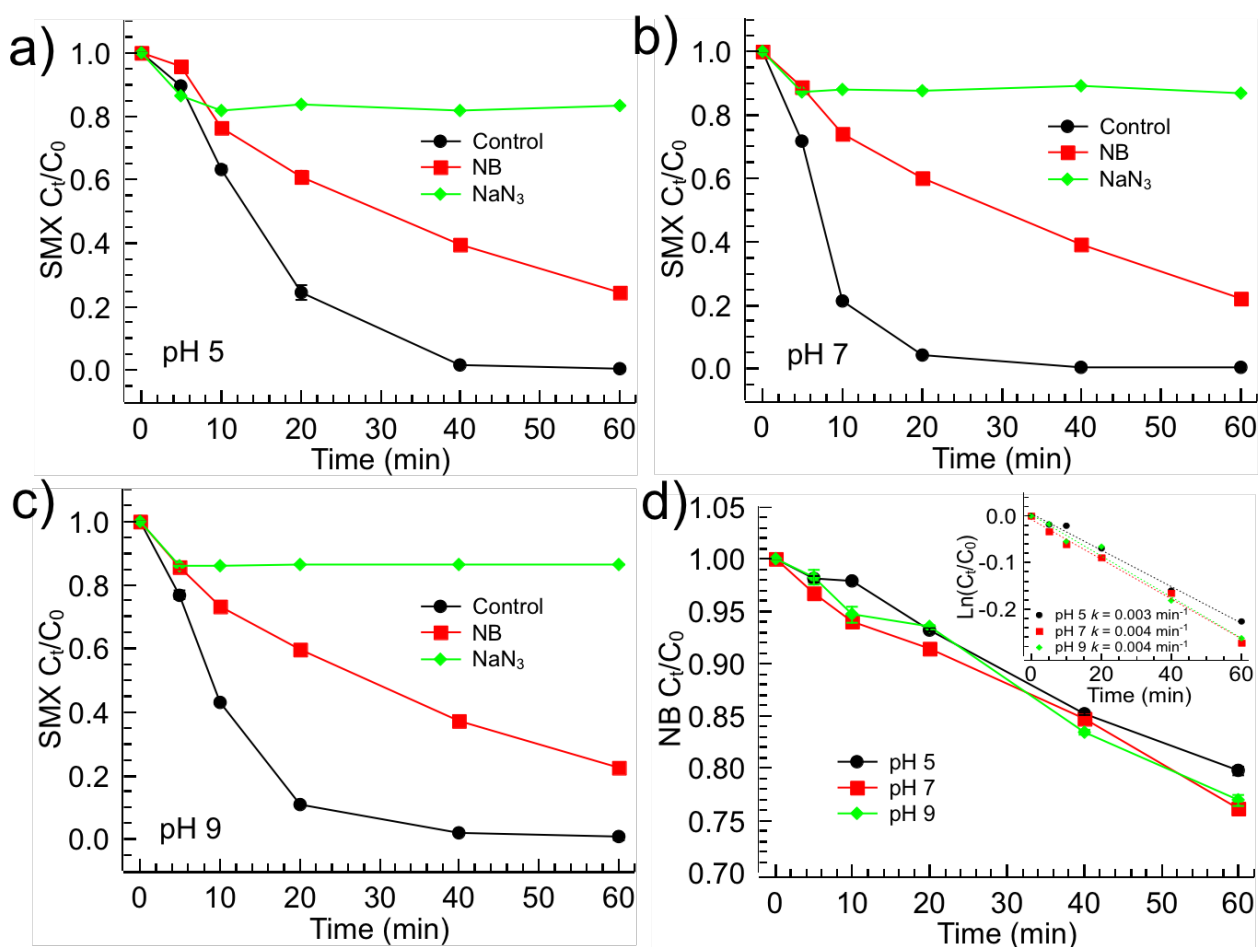 a)
SMX Cₜ/C₀
1.0
0.8
0.6
0.4
0.2
0.0
Control
NB
NaN₃
pH 5
0 10 20 30 40 50 60
Time (min)
b)
SMX Cₜ/C₀
1.0
0.8
0.6
0.4
0.2
0.0
Control
NB
NaN₃
pH 7
0 10 20 30 40 50 60
Time (min)
c)
SMX Cₜ/C₀
1.0
0.8
0.6
0.4
0.2
0.0
Control
NB
NaN₃
pH 9
0 10 20 30 40 50 60
Time (min)
d)
NB Cₜ/C₀
1.05
1.00
0.95
0.90
0.85
0.80
0.75
0.70
pH 5
pH 7
pH 9
0 10 20 30 40 50 60
Time (min)
Ln(Cₜ/C₀)
0.0
-0.1
-0.2
pH 5 k = 0.003 min⁻¹
pH 7 k = 0.004 min⁻¹
pH 9 k = 0.004 min⁻¹
0 20 40 60
Time (min)